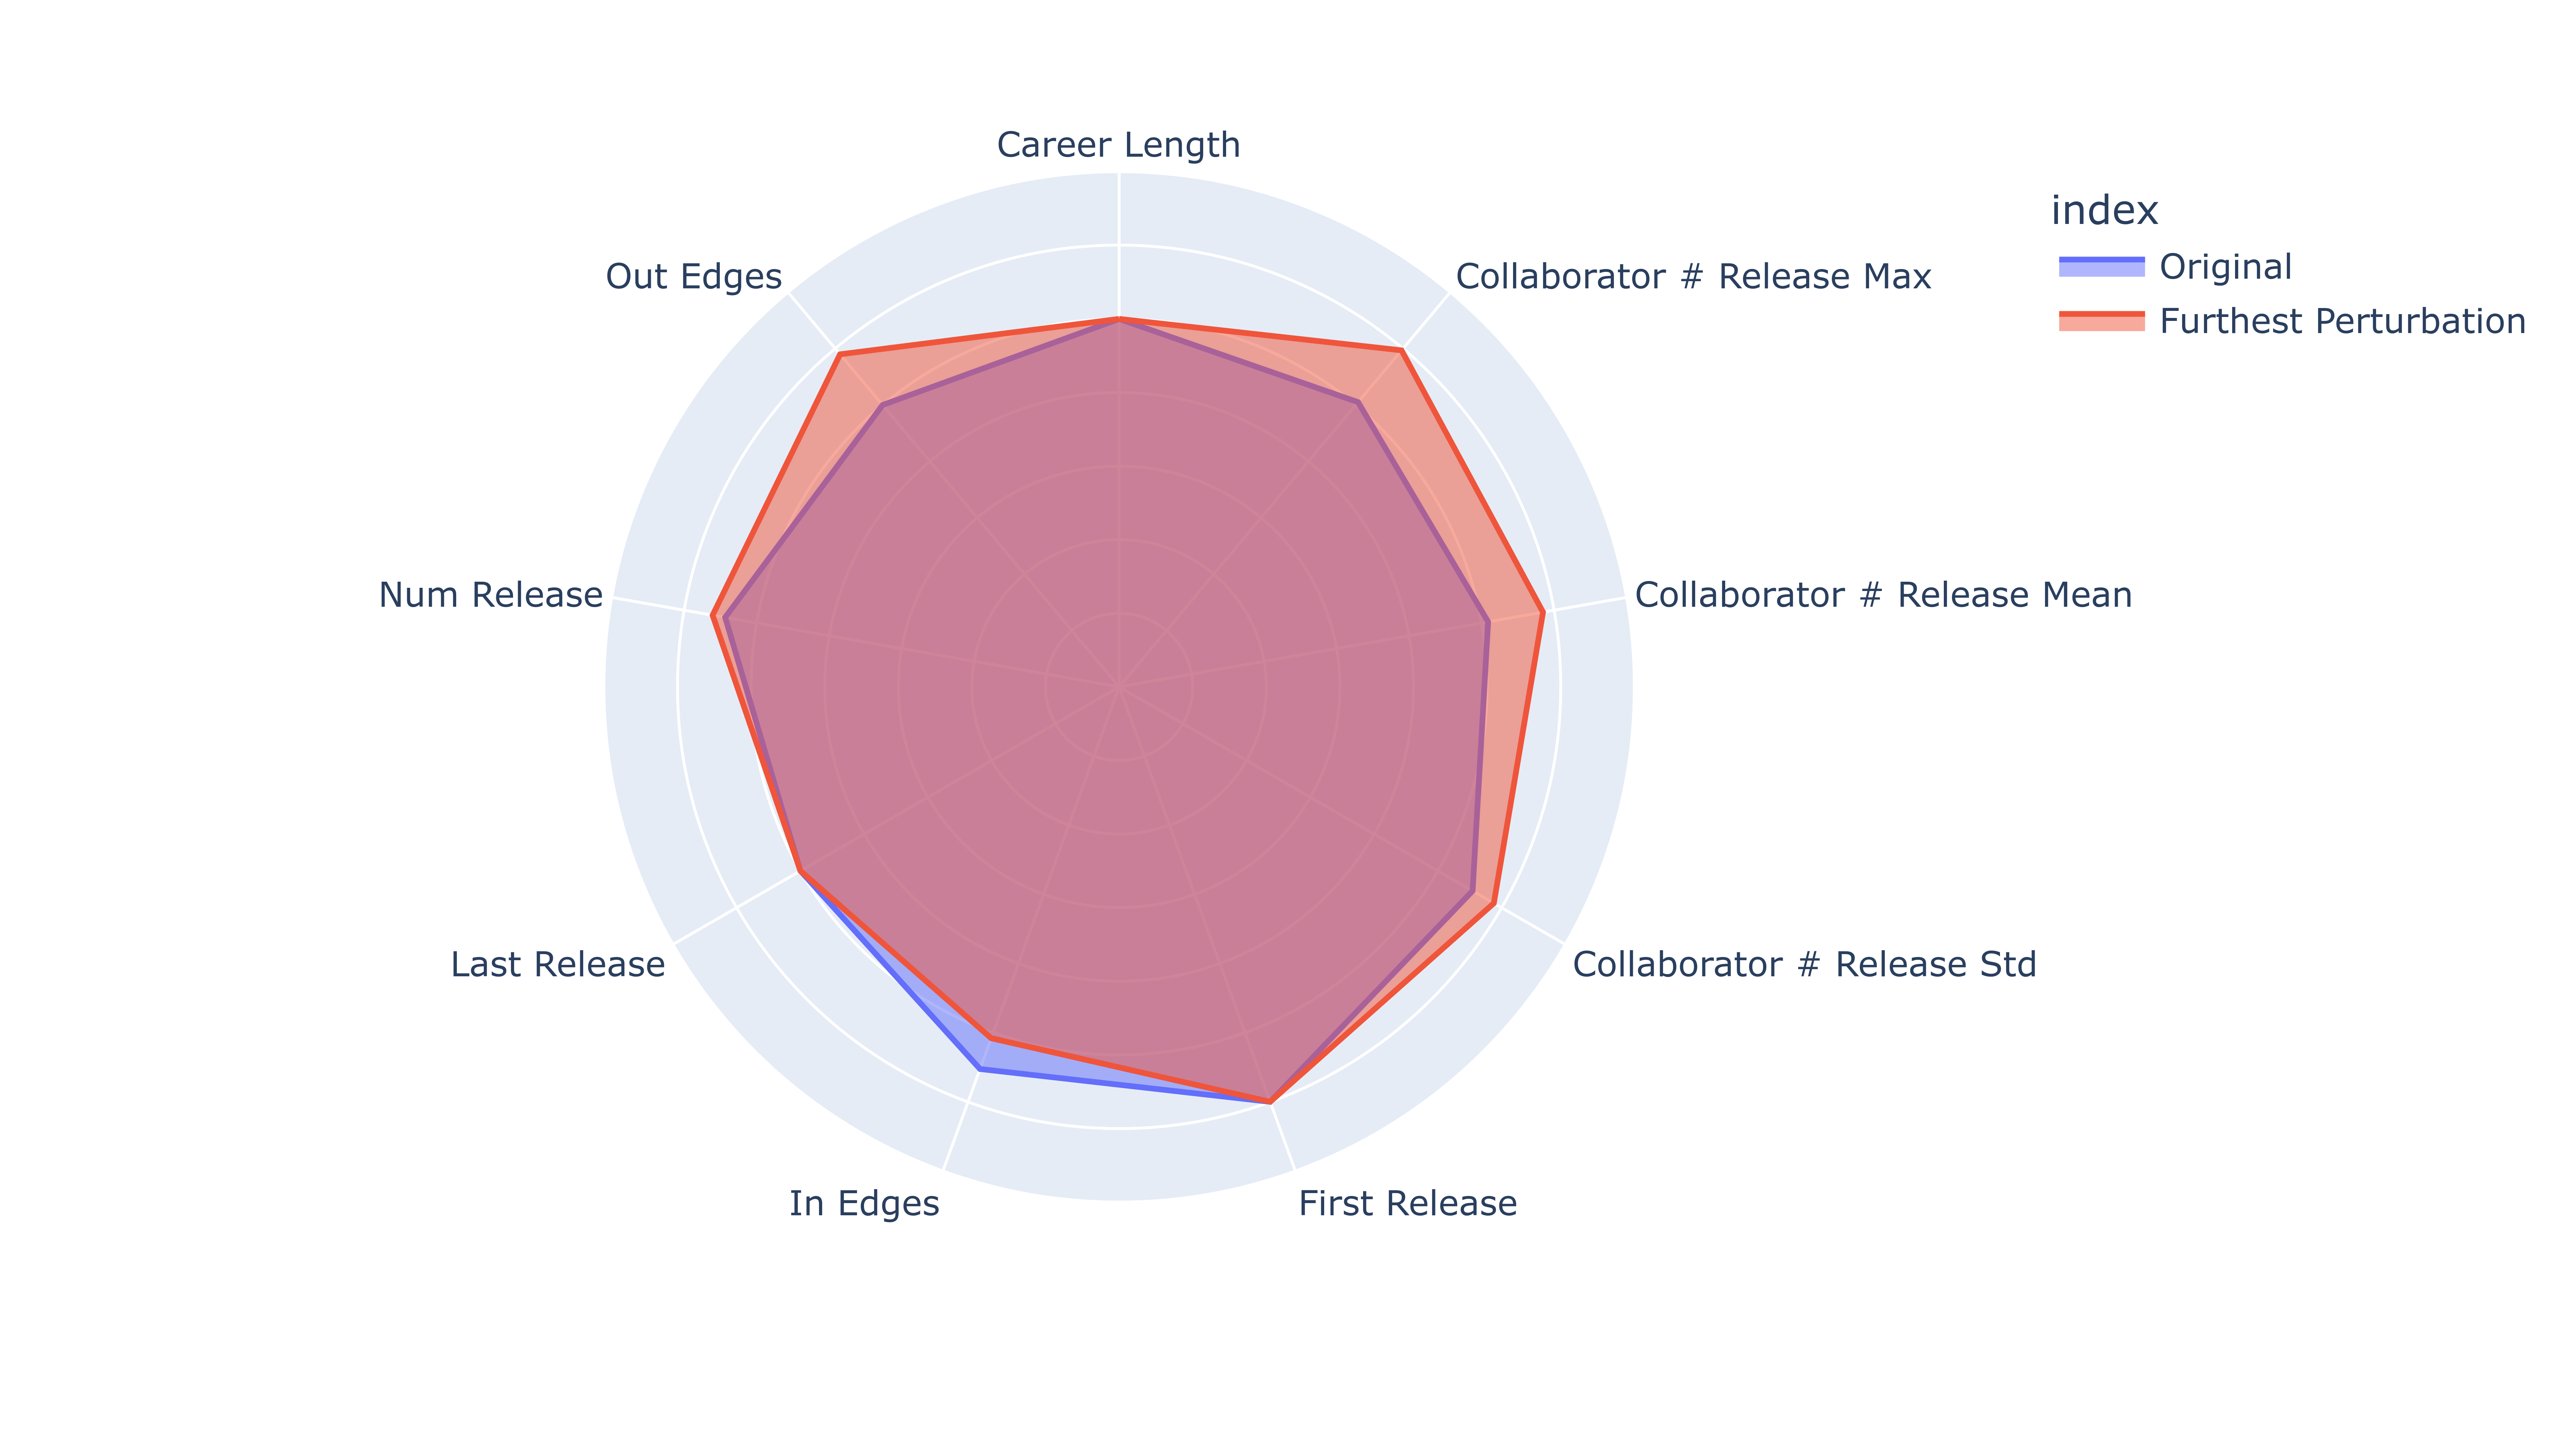 Career Length
index
Out Edges
Collaborator # Release Max
Original
Furthest Perturbation
Num Release
Collaborator # Release Mean
Last Release
Collaborator # Release Std
In Edges
First Release